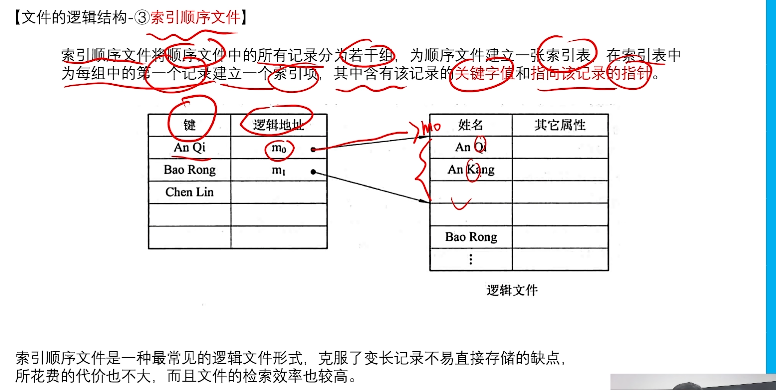 【文件的逻辑结构-③索引顺序文件】
索引顺序文件将顺序文件中的所有记录分为若干组，为顺序文件建立一张索引表，在索引表中
为每组中的第一个记录建立一个索引项，其中含有该记录的关键字值和指向该记录的指针。
键 逻辑地址
An Qi m₀
Bao Rong m₁
Chen Lin
m₀
姓名 其它属性
An Qi
An Kang
Bao Rong
⋮
逻辑文件
索引顺序文件是一种最常见的逻辑文件形式，克服了变长记录不易直接存储的缺点，
所花费的代价也不大，而且文件的检索效率也较高。